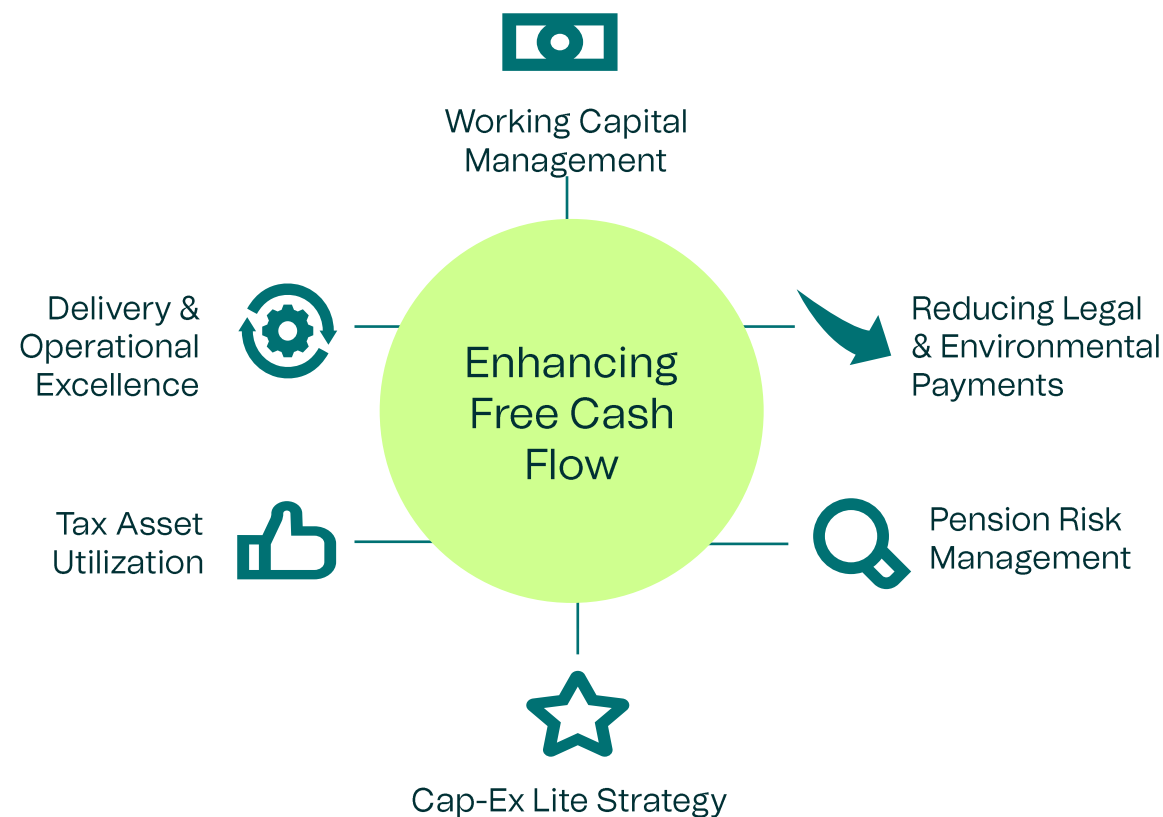 Working Capital
Management
Delivery &
Operational
Excellence
Enhancing
Free Cash
Flow
Reducing Legal
& Environmental
Payments
Tax Asset
Utilization
Pension Risk
Management
Cap-Ex Lite Strategy